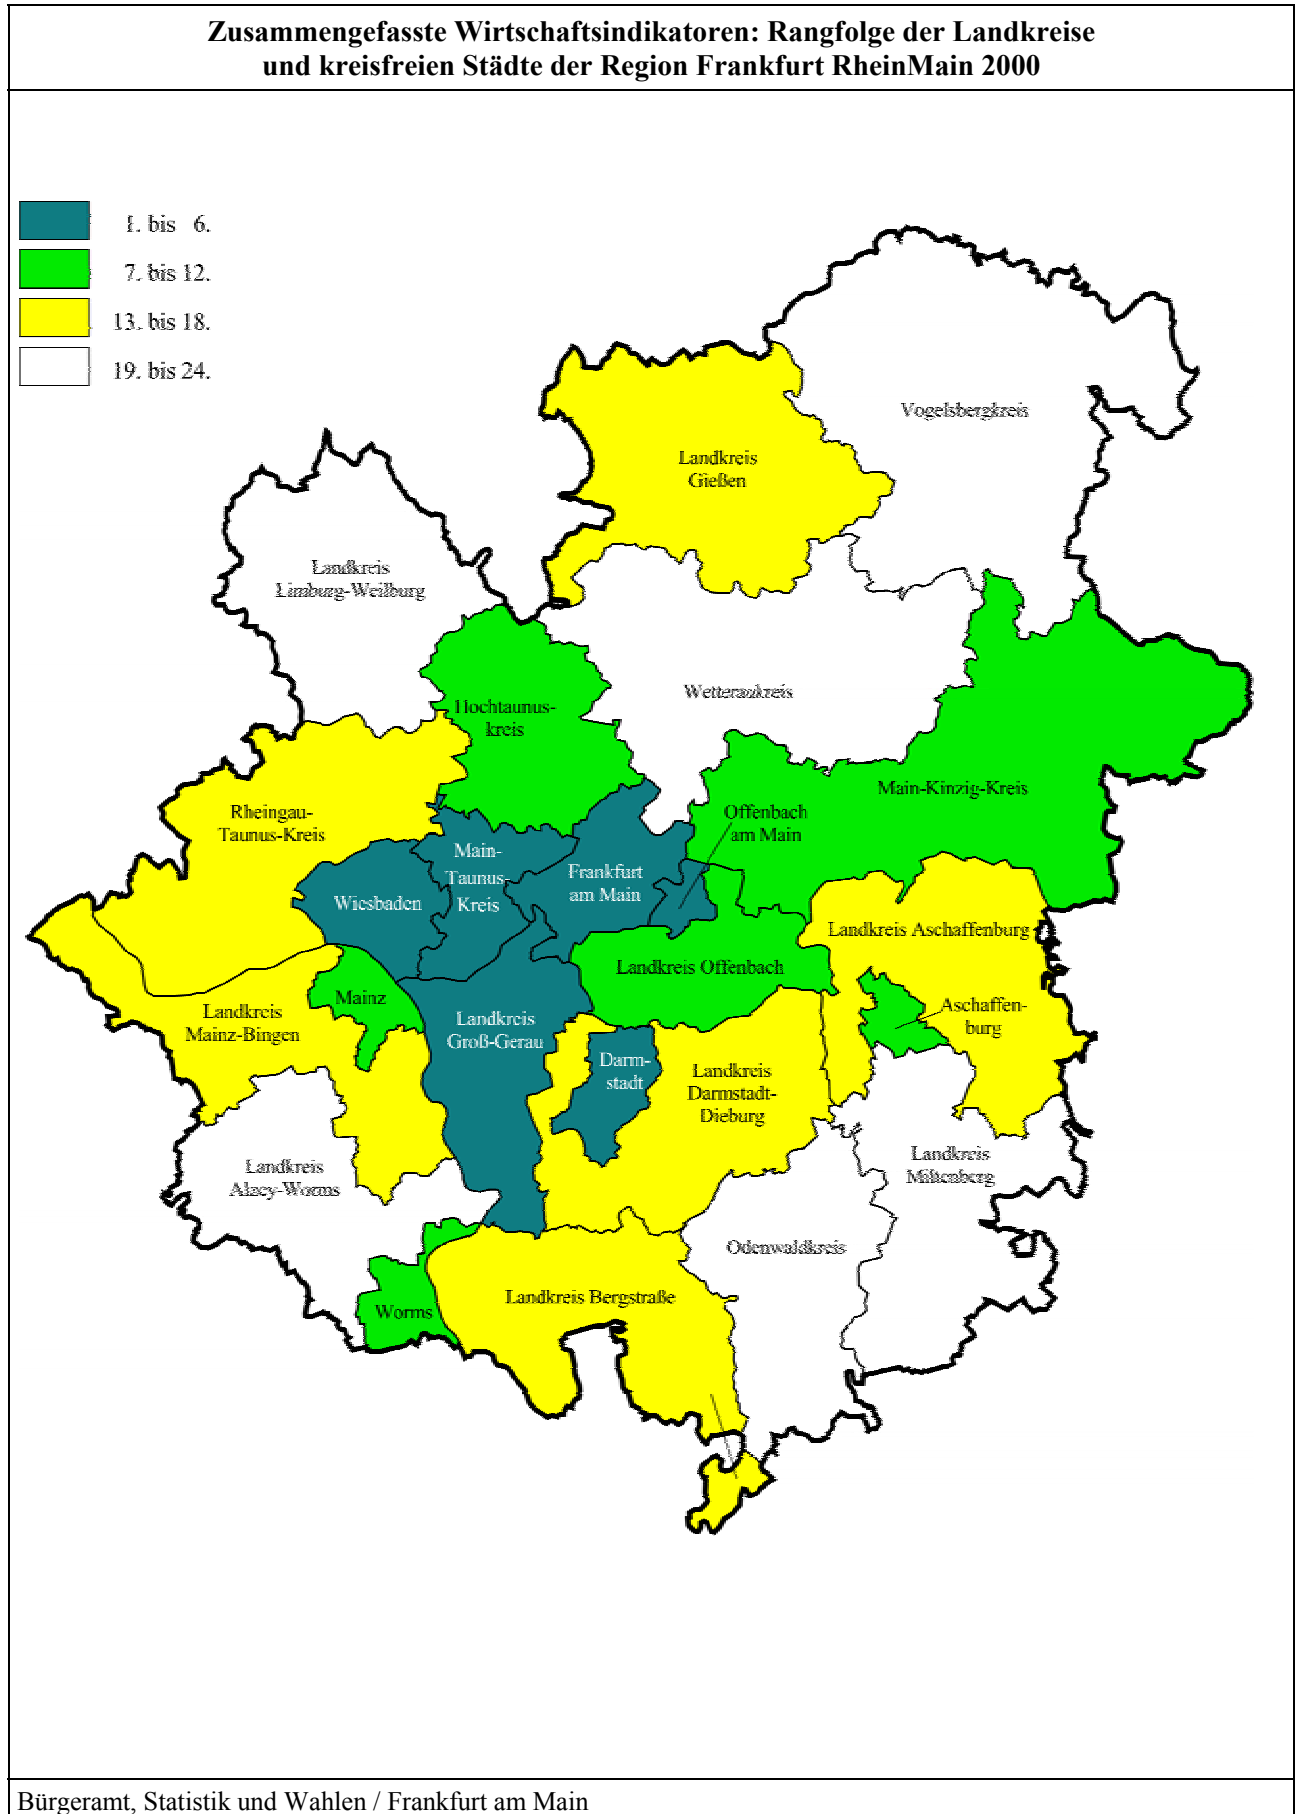 Zusammengefasste Wirtschaftsindikatoren: Rangfolge der Landkreise
und kreisfreien Städte der Region Frankfurt RheinMain 2000
1. bis 6.
7. bis 12.
13. bis 18.
19. bis 24.
Vogelsbergkreis
Landkreis
Gießen
Landkreis
Limburg-Weilburg
Wetteraukreis
Hochtaunus-
kreis
Main-Kinzig-Kreis
Rheingau-
Taunus-Kreis
Offenbach
am Main
Main-
Taunus-
Kreis
Frankfurt
am Main
Wiesbaden
Landkreis Aschaffenburg
Landkreis Offenbach
Mainz
Aschaffen-
burg
Landkreis
Mainz-Bingen
Landkreis
Groß-Gerau
Darm-
stadt
Landkreis
Darmstadt-
Dieburg
Landkreis
Miltenberg
Landkreis
Alzey-Worms
Odenwaldkreis
Landkreis Bergstraße
Worms
Bürgeramt, Statistik und Wahlen / Frankfurt am Main